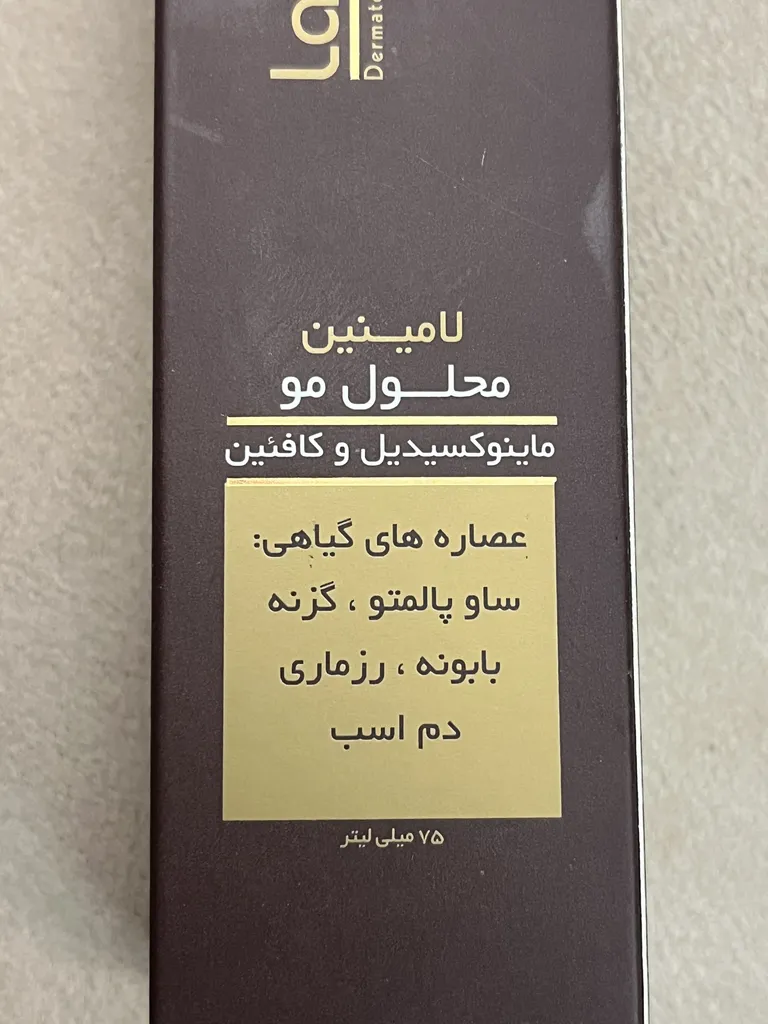 لامینین
محلول مو
ماینوکسیدیل و کافئین
عصاره های گیاهی:
ساو پالمتو ، گزنه
بابونه ، رزماری
دم اسب
۷۵ میلی لیتر